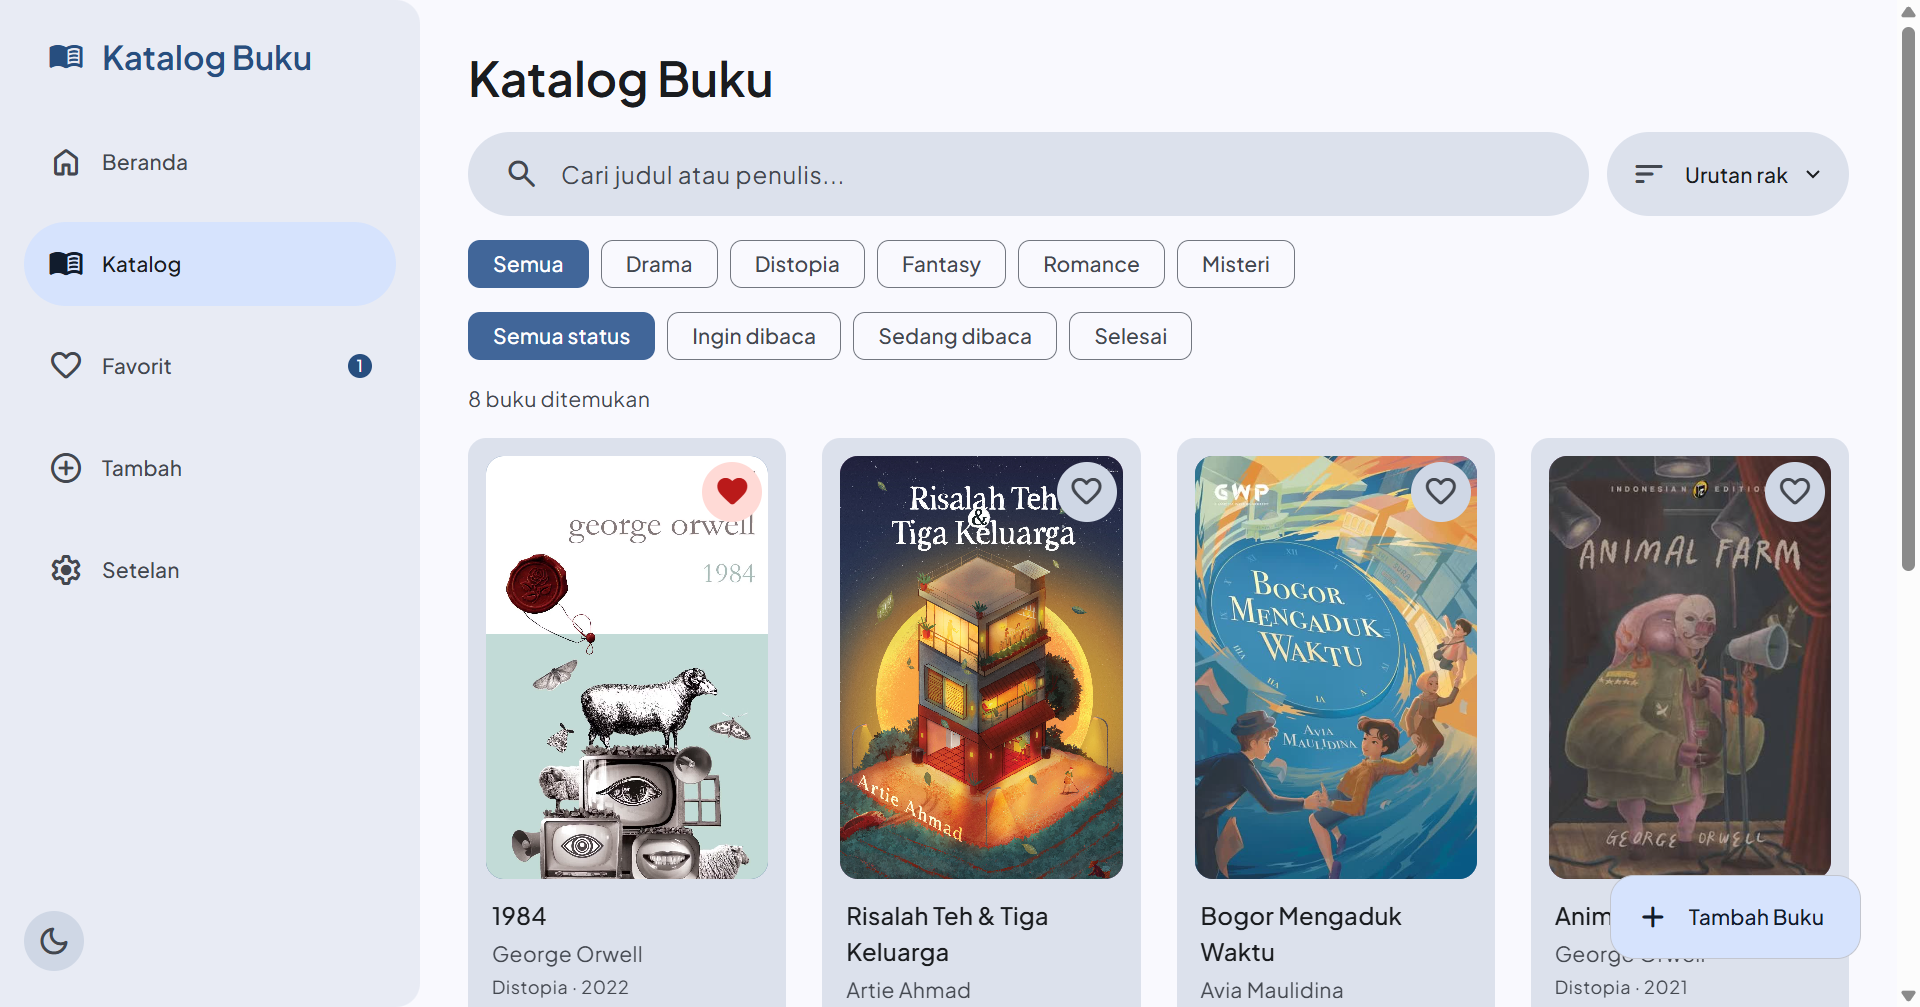 Katalog Buku
Beranda
Katalog
Favorit
1
Tambah
Setelan
Katalog Buku
Cari judul atau penulis...
Urutan rak
Semua
Drama
Distopia
Fantasy
Romance
Misteri
Semua status
Ingin dibaca
Sedang dibaca
Selesai
8 buku ditemukan
george orwell
1984
1984
George Orwell
Distopia · 2022
Risalah Teh
&
Tiga Keluarga
Artie Ahmad
Risalah Teh & Tiga
Keluarga
Artie Ahmad
GWP
BOGOR
MENGADUK
WAKTU
AVIA
MAULIDINA
Bogor Mengaduk
Waktu
Avia Maulidina
INDONESIAN EDITIO
ANIMAL FARM
GEORGE ORWELL
Anim
George Orwell
Distopia · 2021
Tambah Buku